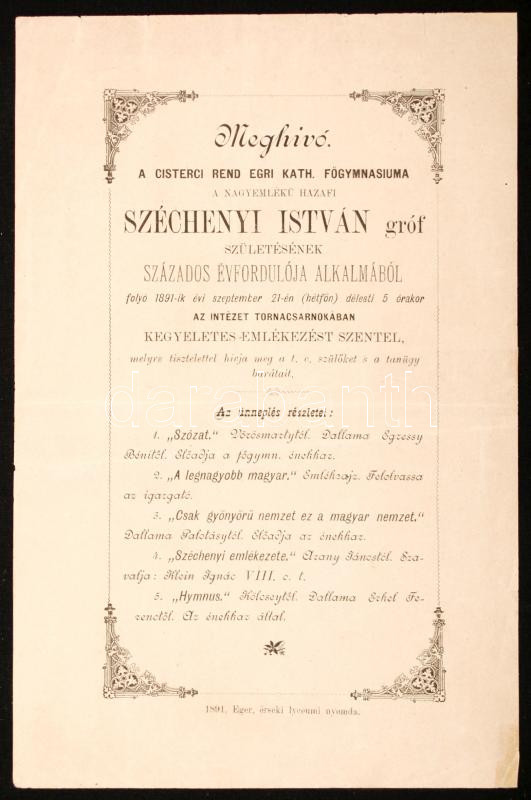 Meghivó.
A CISTERCI REND EGRI KATH. FŐGYMNASIUMA
A NAGYEMLÉKŰ HAZAFI
SZÉCHENYI ISTVÁN gróf
SZÜLETÉSÉNEK
SZÁZADOS ÉVFORDULÓJA ALKALMÁBÓL
folyó 1891-ik évi szeptember 21-én (hétfőn) délesti 5 órakor
AZ INTÉZET TORNACSARNOKÁBAN
KEGYELETES EMLÉKEZÉST SZENTEL,
melyre tisztelettel hívja meg a t. c. szülőket s a tanügy
barátait.
Az ünneplés részletei:
1. „Szózat." Vörösmartytól. Dallama Egressy
Bénitől. Előadja a főgymn. énekkar.
2. „A legnagyobb magyar." Emlékrajz. Felolvassa
az igazgató.
3. „Csak gyönyörű nemzet ez a magyar nemzet."
Dallama Palotásytól. Előadja az énekkar.
4. „Széchenyi emlékezete." Arany Jánostól. Sza-
valja: Klein Ignác VIII. o. t.
5. „Hymnus." Kölcseytől. Dallama Erkel Fe-
renctől. Az énekkar által.
1891, Eger, érseki lyceumi nyomda.
darabanth